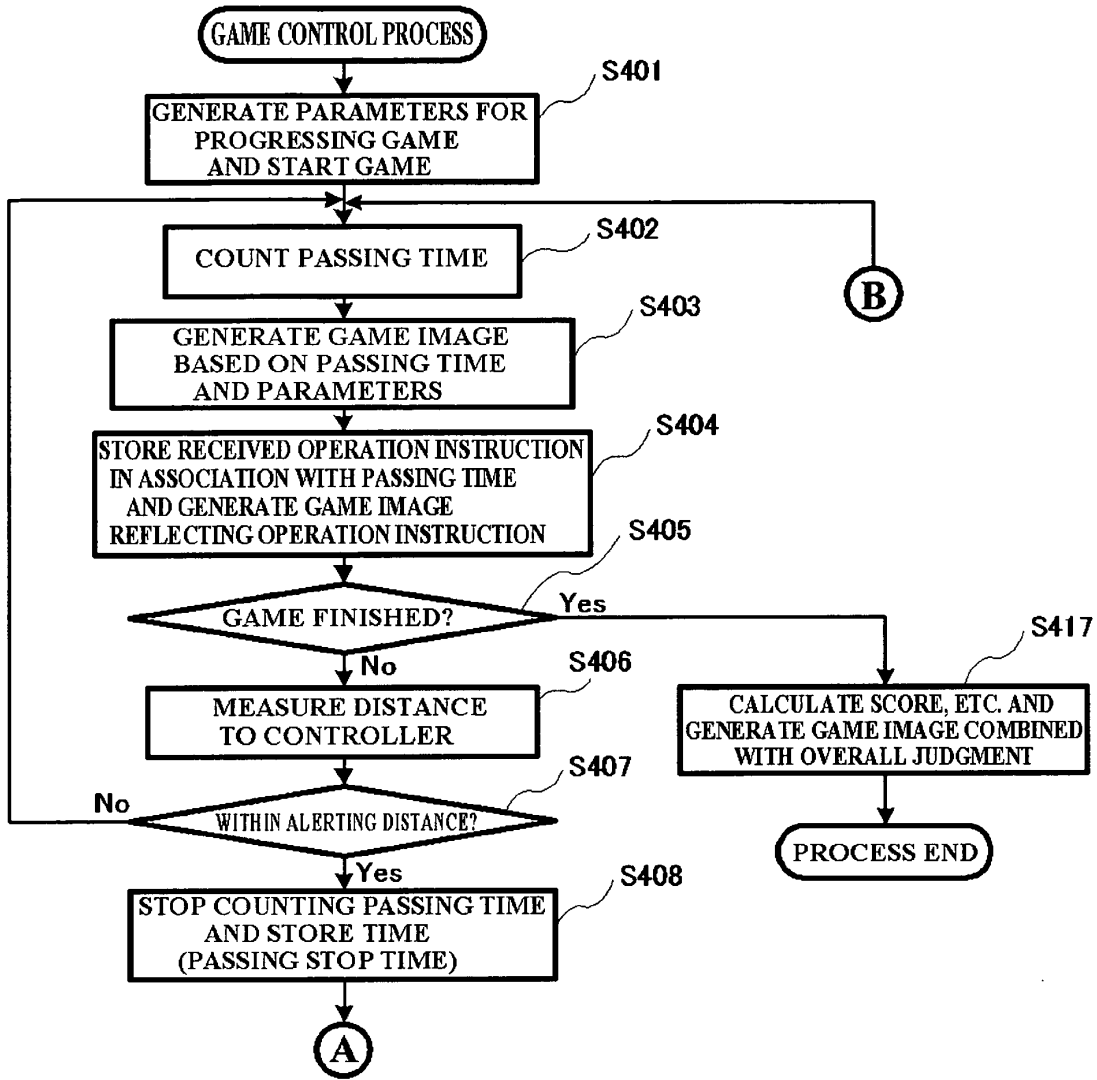 GAME CONTROL PROCESS
S401
GENERATE PARAMETERS FOR
PROGRESSING GAME
AND START GAME
S402
COUNT PASSING TIME
B
S403
GENERATE GAME IMAGE
BASED ON PASSING TIME
AND PARAMETERS
S404
STORE RECEIVED OPERATION INSTRUCTION
IN ASSOCIATION WITH PASSING TIME
AND GENERATE GAME IMAGE
REFLECTING OPERATION INSTRUCTION
S405
GAME FINISHED?
Yes
No
S417
CALCULATE SCORE, ETC. AND
GENERATE GAME IMAGE COMBINED
WITH OVERALL JUDGMENT
PROCESS END
S406
MEASURE DISTANCE
TO CONTROLLER
S407
No
WITHIN ALERTING DISTANCE?
Yes
S408
STOP COUNTING PASSING TIME
AND STORE TIME
(PASSING STOP TIME)
A